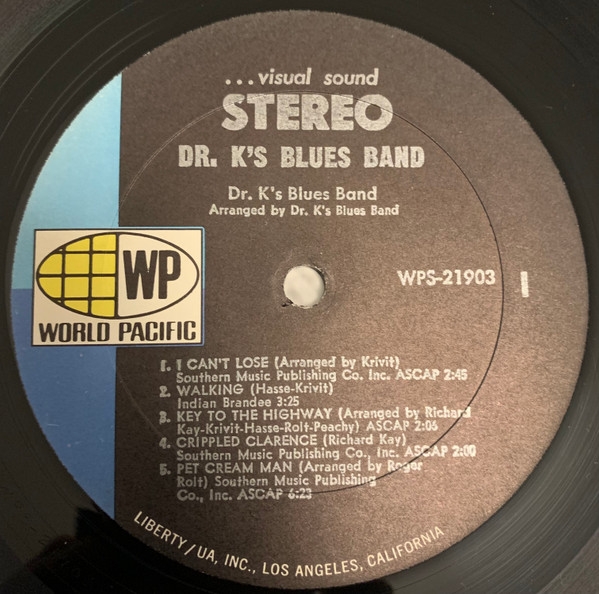 ...visual sound
STEREO
DR. K'S BLUES BAND
Dr. K's Blues Band
Arranged by Dr. K's Blues Band
WPS-21903
1
WP
WORLD PACIFIC
1. I CAN'T LOSE (Arranged by Krivit)
Southern Music Publishing Co. Inc. ASCAP 2:45
2. WALKING (Hasse-Krivit)
Indian Brandee 3:25
3. KEY TO THE HIGHWAY (Arranged by Richard
Kay-Krivit-Hasse-Rolt-Peachy) ASCAP 2:06
4. CRIPPLED CLARENCE (Richard Kay)
Southern Music Publishing Co., Inc. ASCAP 2:00
5. PET CREAM MAN (Arranged by Roger
Rolt) Southern Music Publishing
Co., Inc. ASCAP 6:23
LIBERTY/UA, INC., LOS ANGELES, CALIFORNIA